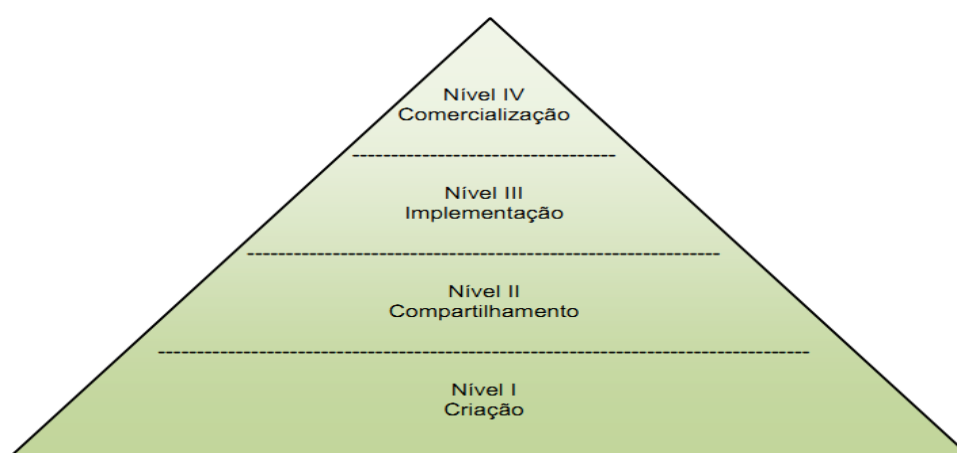 Nível IV
Comercialização
Nível III
Implementação
Nível II
Compartilhamento
Nível I
Criação